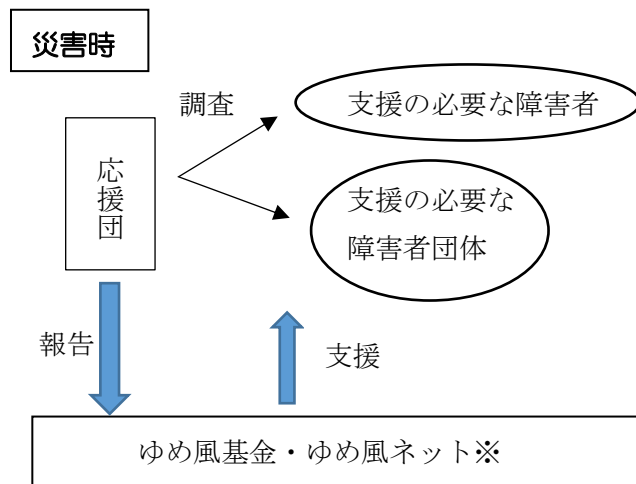 災害時
調査
支援の必要な障害者
応援団
支援の必要な
障害者団体
報告
支援
ゆめ風基金・ゆめ風ネット※